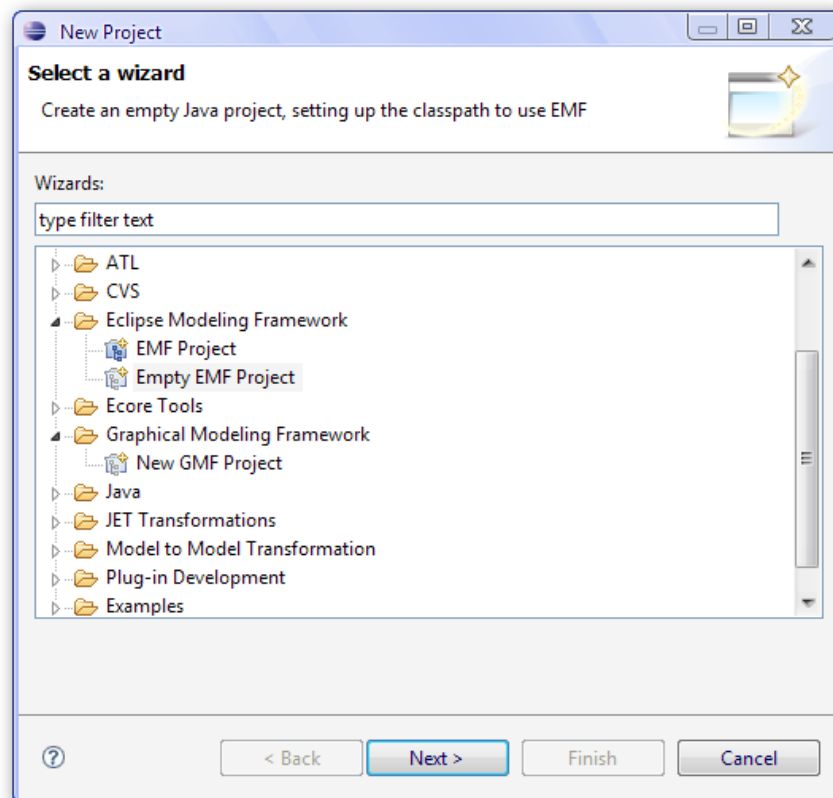 New Project
Select a wizard
Create an empty Java project, setting up the classpath to use EMF
Wizards:
type filter text
ATL
CVS
Eclipse Modeling Framework
EMF Project
Empty EMF Project
Ecore Tools
Graphical Modeling Framework
New GMF Project
Java
JET Transformations
Model to Model Transformation
Plug-in Development
Examples
?
< Back Next > Finish Cancel